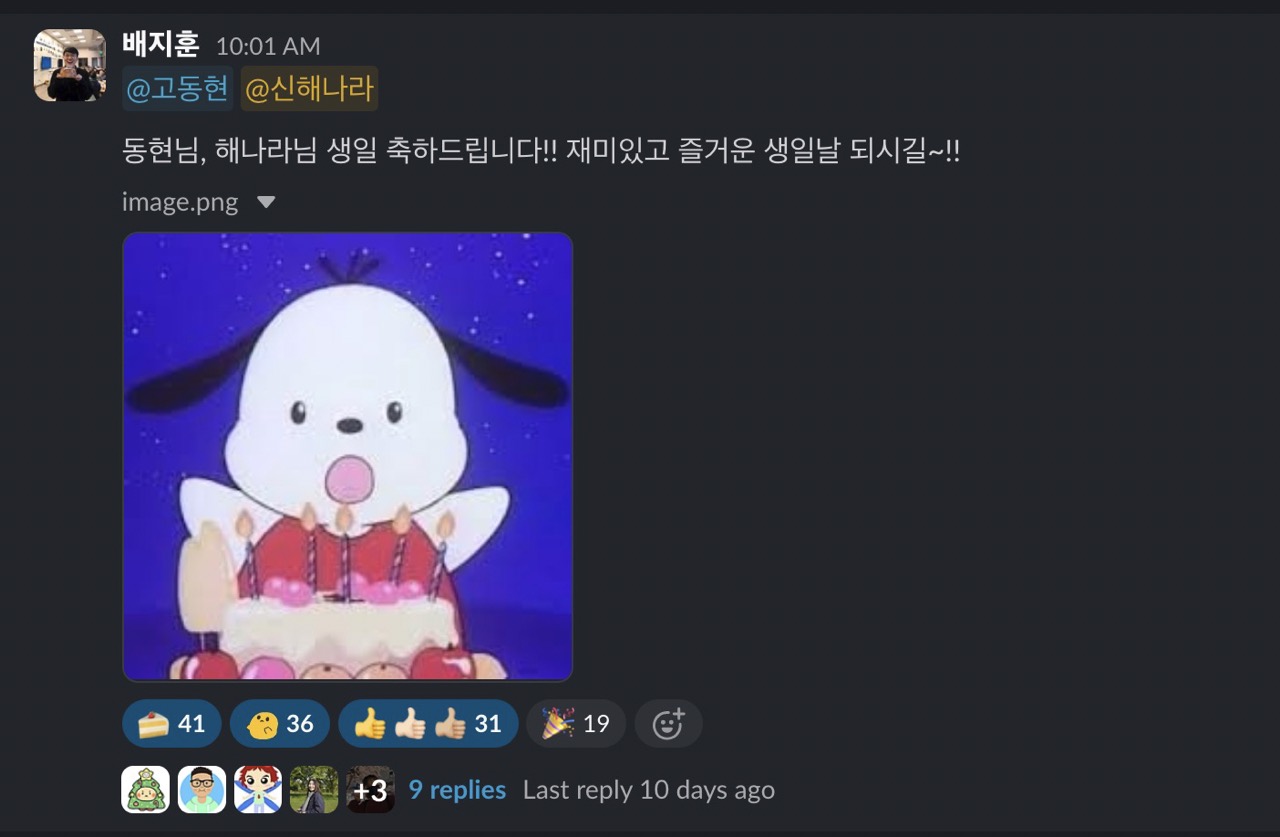 배지훈 10:01 AM
@고동현 @신해나라
동현님, 해나라님 생일 축하드립니다!! 재미있고 즐거운 생일날 되시길~!!
image.png
41 36 31 19
+3 9 replies Last reply 10 days ago